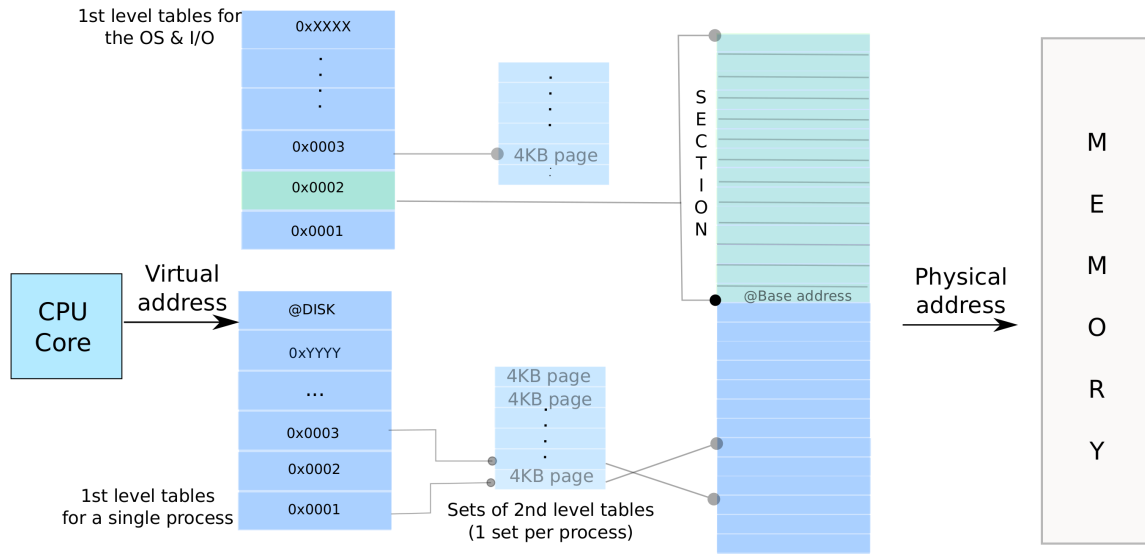 1st level tables for
the OS & I/O
0xXXXX
0x0003
0x0002
0x0001
4KB page
SECTION
@Base address
CPU
Core
Virtual
address
@DISK
0xYYYY
...
0x0003
0x0002
0x0001
1st level tables
for a single process
4KB page
4KB page
4KB page
Sets of 2nd level tables
(1 set per process)
Physical
address
MEMORY